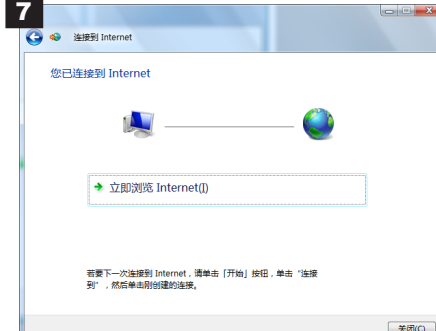 7
连接到 Internet
您已连接到 Internet
立即浏览 Internet(I)
若要下一次连接到 Internet，请单击「开始」按钮，单击“连接
到”，然后单击刚创建的连接。
关闭(C)